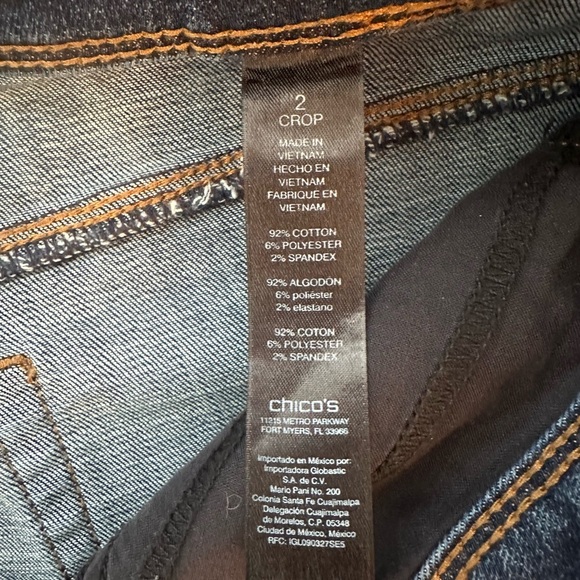 2
CROP
MADE IN
VIETNAM
HECHO EN
VIETNAM
FABRIQUE EN
VIETNAM
92% COTTON
6% POLYESTER
2% SPANDEX
92% ALGODON
6% poliéster
2% elastano
92% COTON
6% POLYESTER
2% SPANDEX
chico's
11215 METRO PARKWAY
FORT MYERS, FL 33966
Importado en México por:
Importadora Globastic
S.A. de C.V.
Mario Pani No. 200
Colonia Santa Fe Cuajimalpa
Delegación Cuajimalpa
de Morelos, C.P. 05348
Ciudad de México, México
RFC: IGL090327SE5